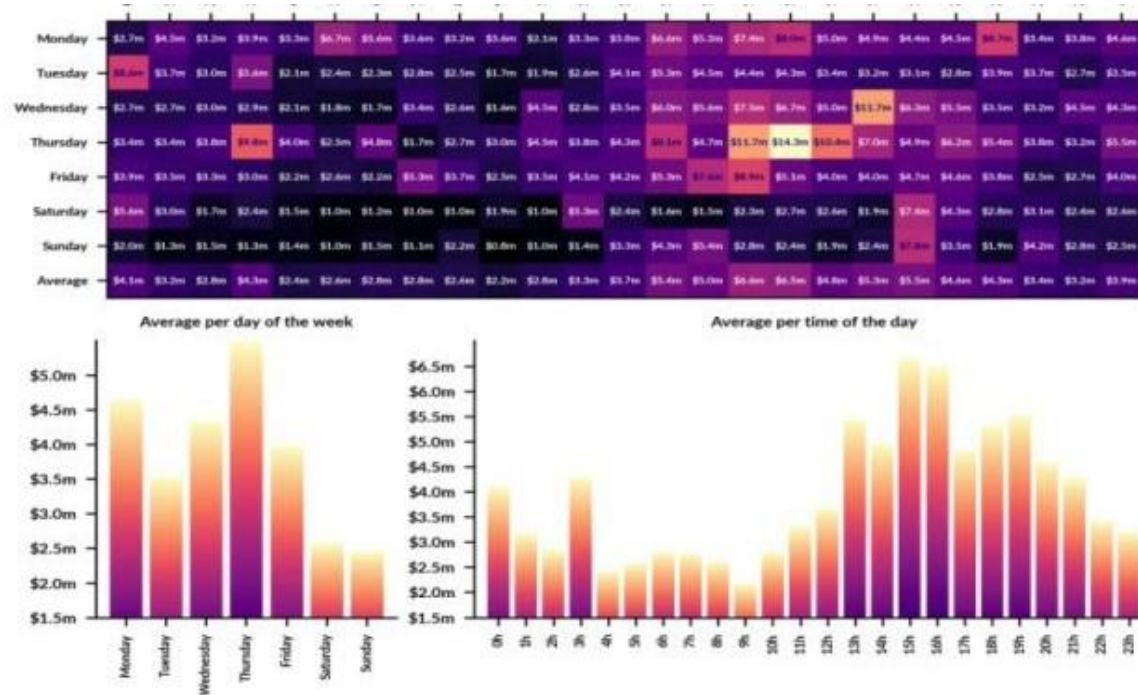 Monday $2.7m $4.5m $3.2m $3.9m $3.3m $6.7m $5.6m $3.6m $3.2m $3.6m $2.1m $3.3m $3.8m $6.6m $5.3m $7.4m $8.0m $5.0m $4.9m $4.4m $4.5m $8.7m $3.4m $3.8m $4.6m
Tuesday $3.7m $3.0m $5.6m $2.1m $2.4m $2.3m $2.8m $2.5m $1.7m $1.9m $2.6m $4.1m $5.3m $4.5m $4.4m $4.3m $3.4m $3.2m $3.1m $2.8m $3.9m $3.7m $2.7m $3.5m
Wednesday $2.7m $2.7m $3.0m $2.9m $2.1m $1.8m $1.7m $3.4m $2.6m $1.6m $4.5m $2.8m $3.5m $6.0m $5.6m $7.5m $6.7m $5.0m $11.7m $6.3m $5.5m $3.5m $3.2m $4.5m $4.3m
Thursday $3.4m $3.4m $3.8m $9.8m $4.0m $2.5m $4.8m $1.7m $2.7m $3.0m $4.5m $3.8m $4.3m $8.1m $4.7m $11.7m $14.3m $10.4m $7.0m $4.9m $6.2m $5.4m $3.8m $3.2m $5.5m
Friday $3.9m $3.5m $3.3m $3.0m $2.2m $2.6m $2.2m $5.3m $3.7m $2.5m $3.5m $4.1m $4.2m $5.3m $7.6m $8.9m $5.1m $4.0m $4.0m $4.7m $4.6m $3.8m $2.5m $2.7m $4.0m
Saturday $5.6m $3.0m $1.7m $2.4m $1.5m $1.0m $1.2m $1.0m $1.0m $1.9m $1.0m $5.3m $2.4m $1.6m $1.5m $2.3m $2.7m $2.6m $1.9m $7.4m $4.3m $2.8m $3.1m $2.4m $2.6m
Sunday $2.0m $1.3m $1.5m $1.3m $1.4m $1.0m $1.5m $1.1m $2.2m $0.8m $1.0m $1.4m $3.3m $4.3m $5.4m $2.8m $2.4m $1.9m $2.4m $7.8m $3.5m $1.9m $4.2m $2.8m $2.5m
Average $4.1m $3.2m $2.8m $4.3m $2.4m $2.6m $2.8m $2.8m $2.6m $2.2m $2.8m $3.3m $3.7m $5.4m $5.0m $6.6m $6.5m $4.8m $5.3m $5.5m $4.6m $4.3m $3.4m $3.2m $3.9m
Average per day of the week
$5.0m
$4.5m
$4.0m
$3.5m
$3.0m
$2.5m
$2.0m
$1.5m
Monday Tuesday Wednesday Thursday Friday Saturday Sunday
Average per time of the day
$6.5m
$6.0m
$5.5m
$5.0m
$4.5m
$4.0m
$3.5m
$3.0m
$2.5m
$2.0m
$1.5m
0h 1h 2h 3h 4h 5h 6h 7h 8h 9h 10h 11h 12h 13h 14h 15h 16h 17h 18h 19h 20h 21h 22h 23h